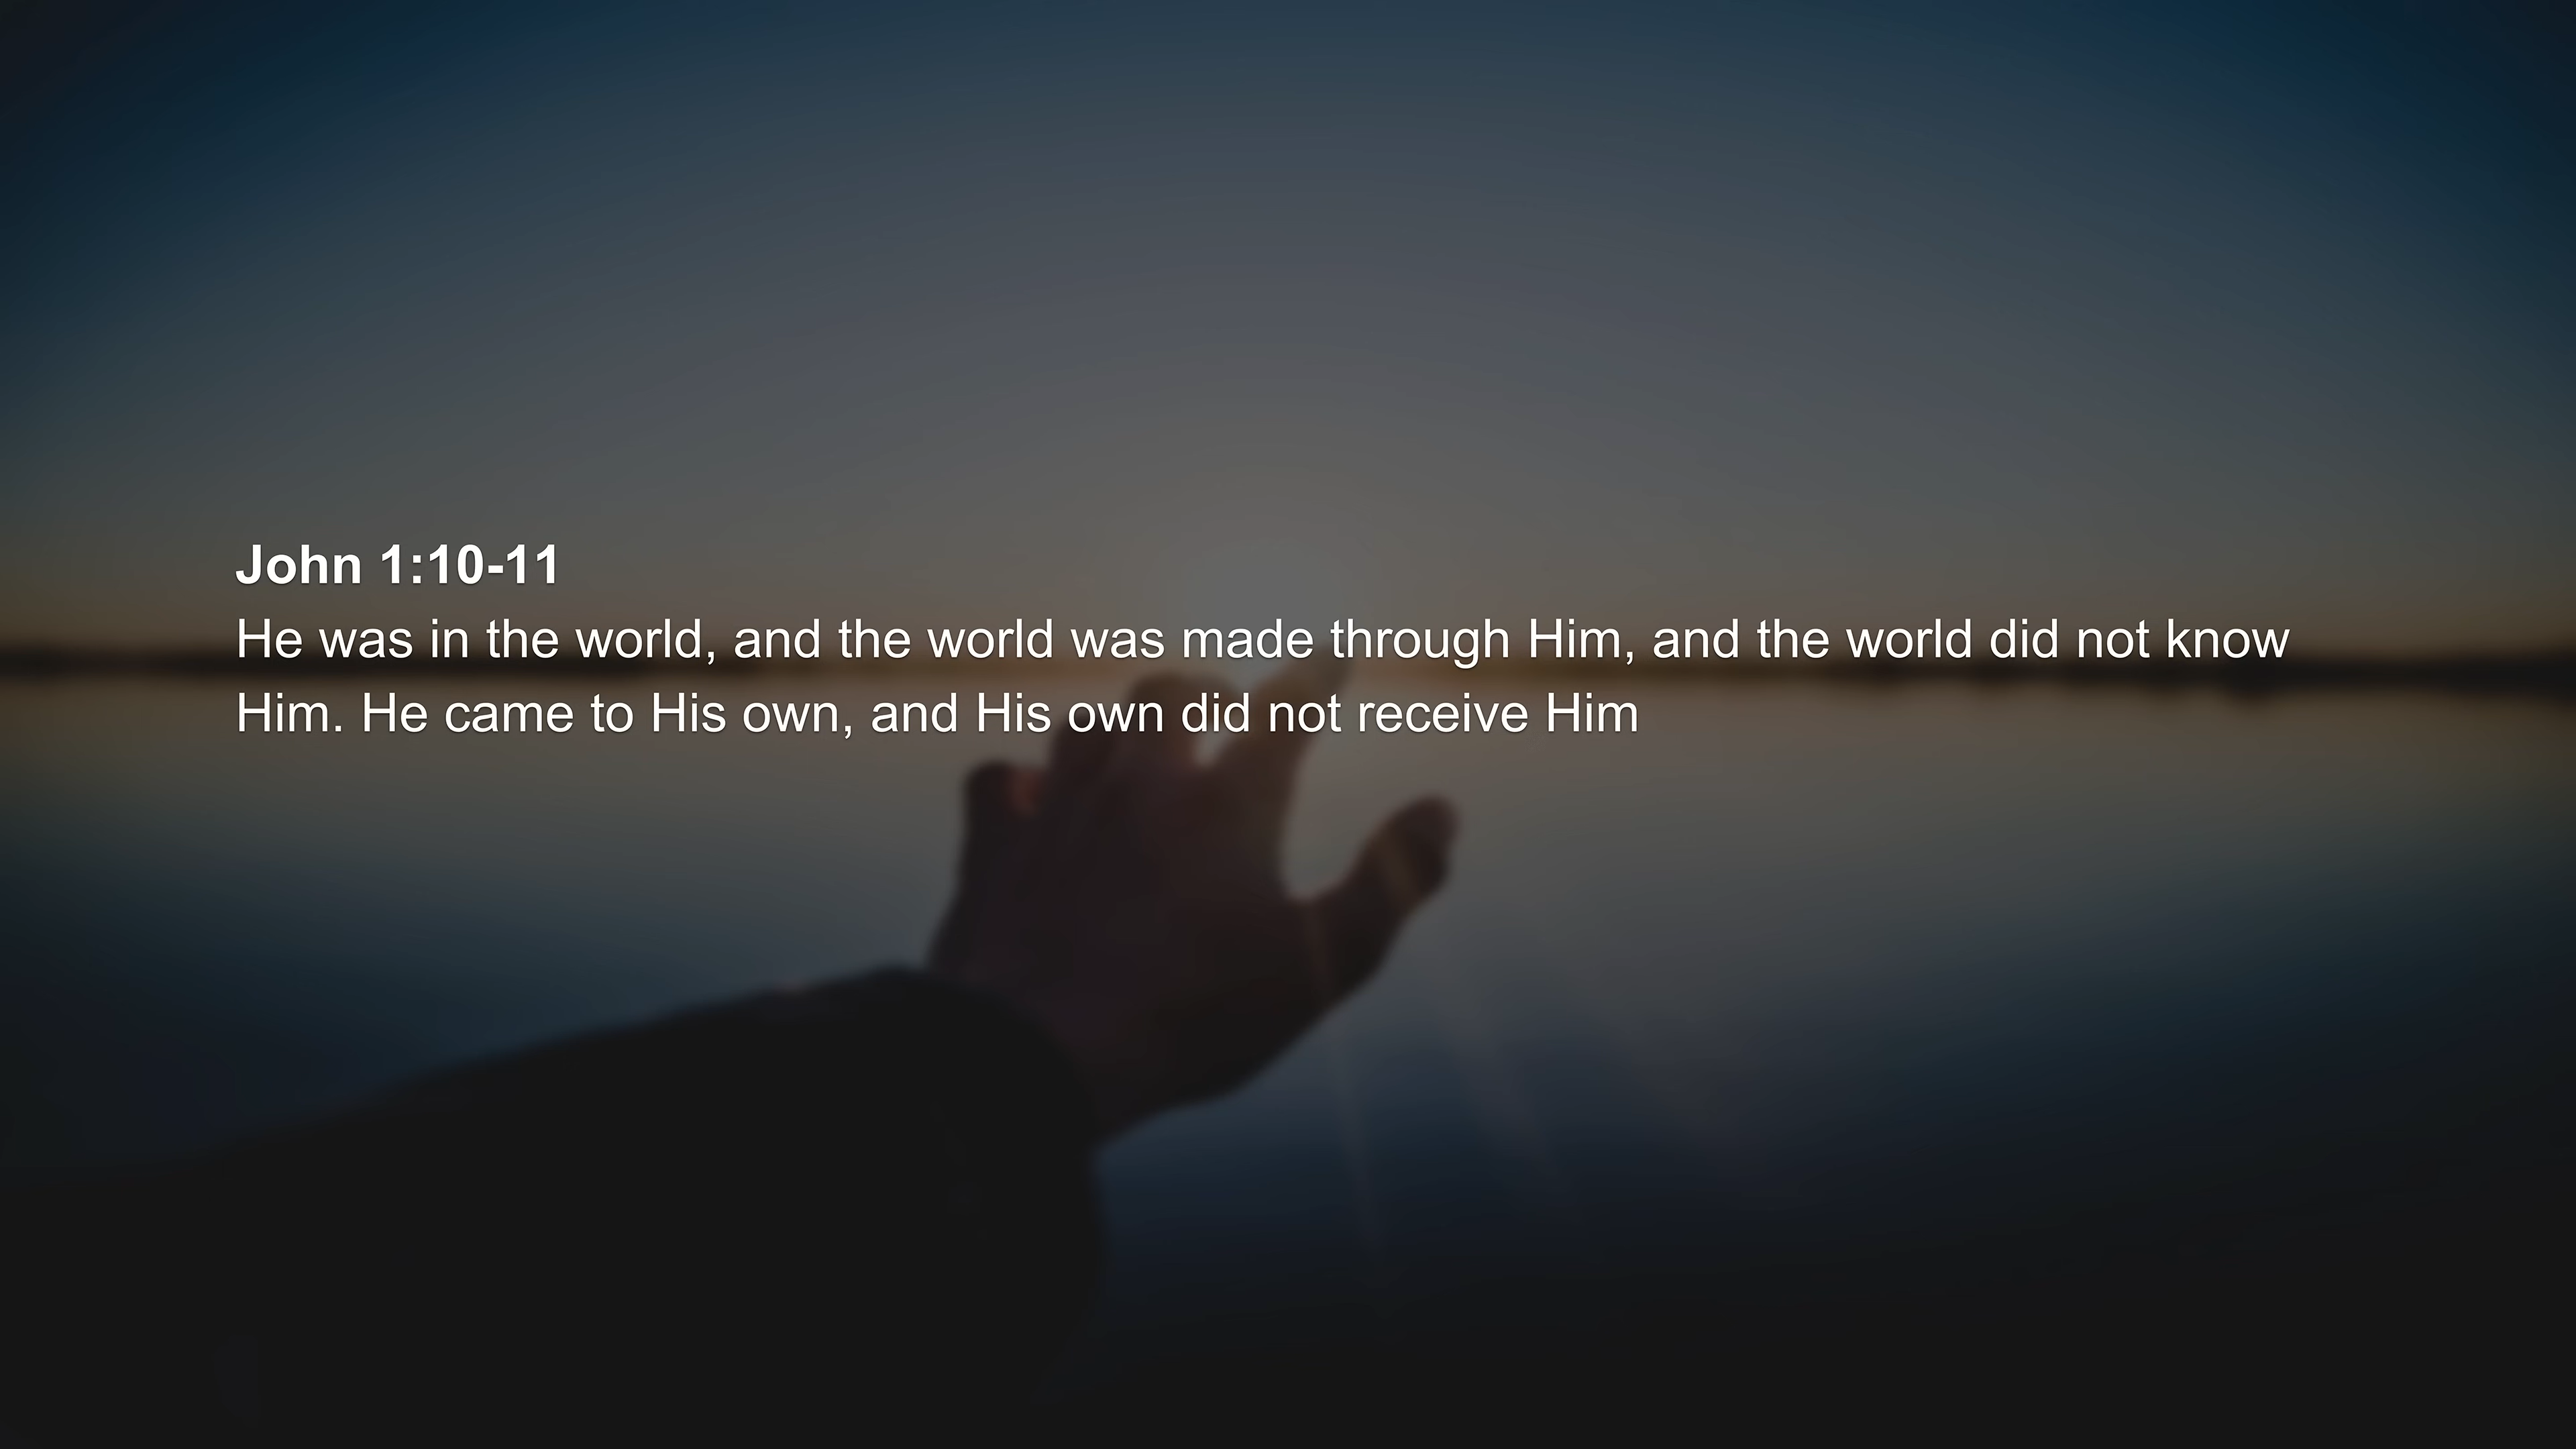 John 1:10-11
He was in the world, and the world was made through Him, and the world did not know
Him. He came to His own, and His own did not receive Him